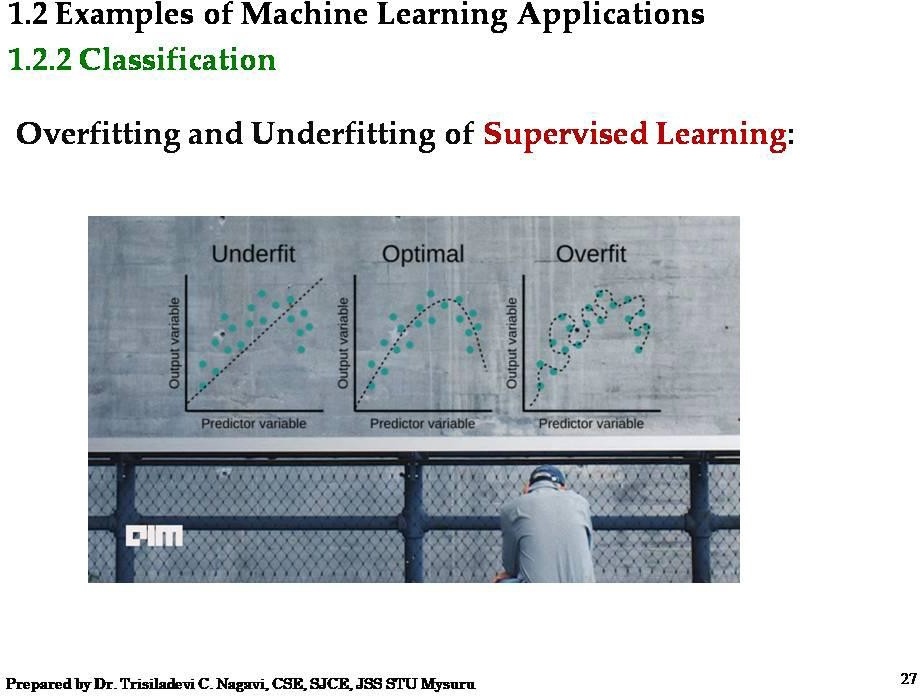 1.2 Examples of Machine Learning Applications
1.2.2 Classification
Overfitting and Underfitting of Supervised Learning:
Underfit
Optimal
Overfit
Output variable
Output variable
Output variable
Predictor variable
Predictor variable
Predictor variable
AIM
Prepared by Dr. Trisiladevi C. Nagavi, CSE, SJCE, JSS STU Mysuru
27